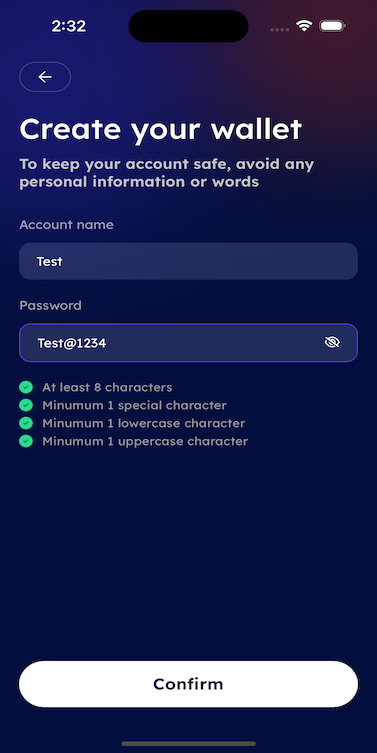 2:32
Create your wallet
To keep your account safe, avoid any
personal information or words
Account name
Test
Password
Test@1234
At least 8 characters
Minumum 1 special character
Minumum 1 lowercase character
Minumum 1 uppercase character
Confirm